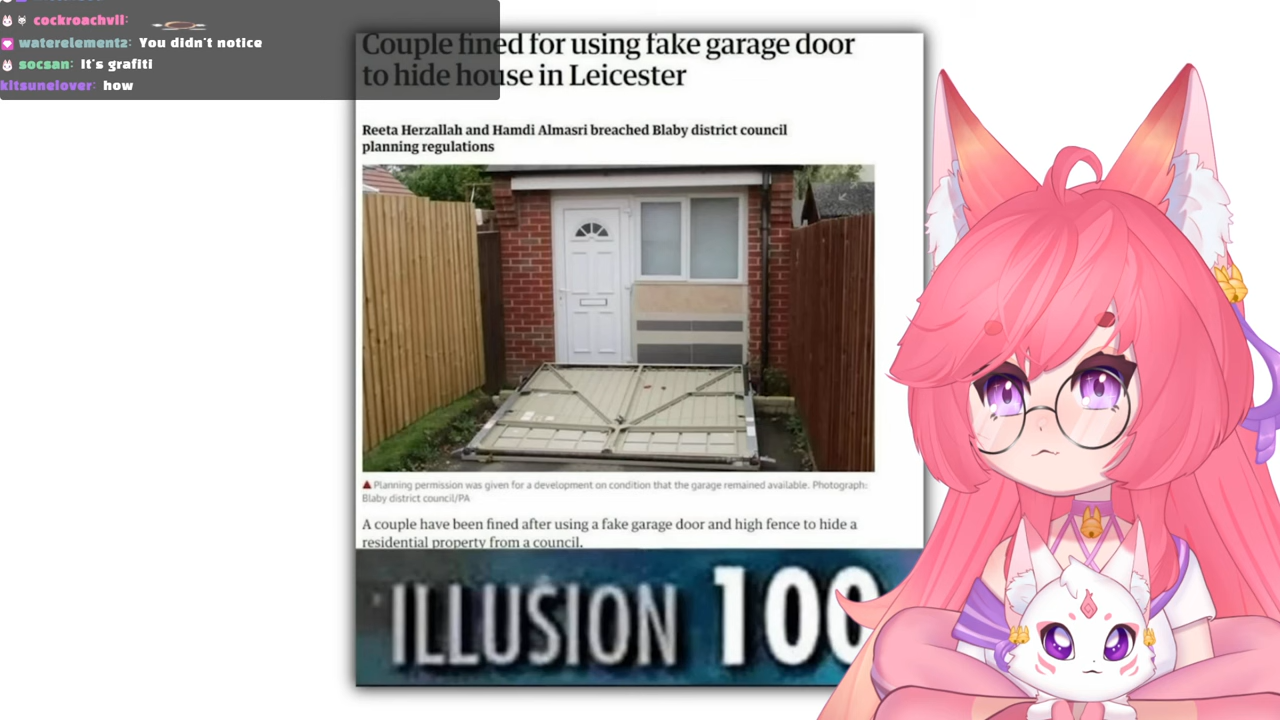 cockroachvii:
waterelement2: You didn't notice
socsan: It's grafiti
kitsunelover: how
Couple fined for using fake garage door
to hide house in Leicester
Reeta Herzallah and Hamdi Almasri breached Blaby district council
planning regulations
Planning permission was given for a development on condition that the garage remained available. Photograph:
Blaby district council/PA
A couple have been fined after using a fake garage door and high fence to hide a
residential property from a council.
ILLUSION 100